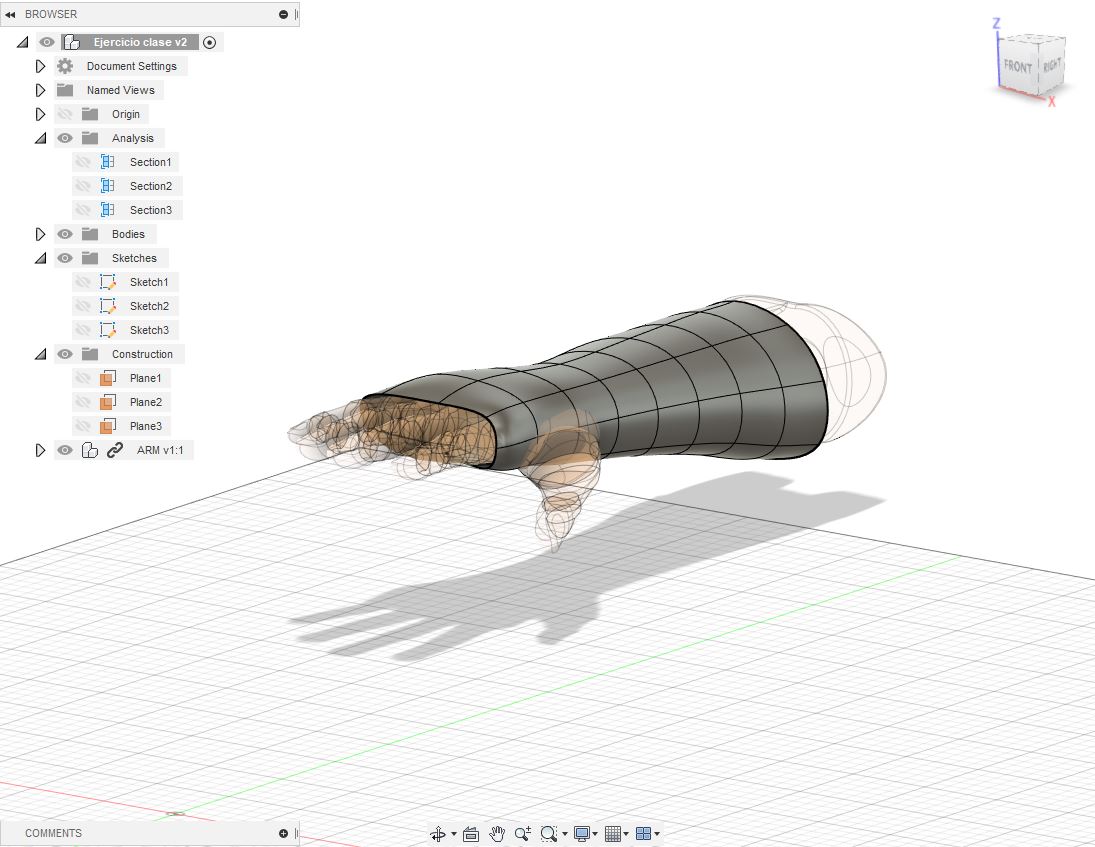 BROWSER
Ejercicio clase v2
Document Settings
Named Views
Origin
Analysis
Section1
Section2
Section3
Bodies
Sketches
Sketch1
Sketch2
Sketch3
Construction
Plane1
Plane2
Plane3
ARM v1:1
Z
FRONT
RIGHT
X
COMMENTS